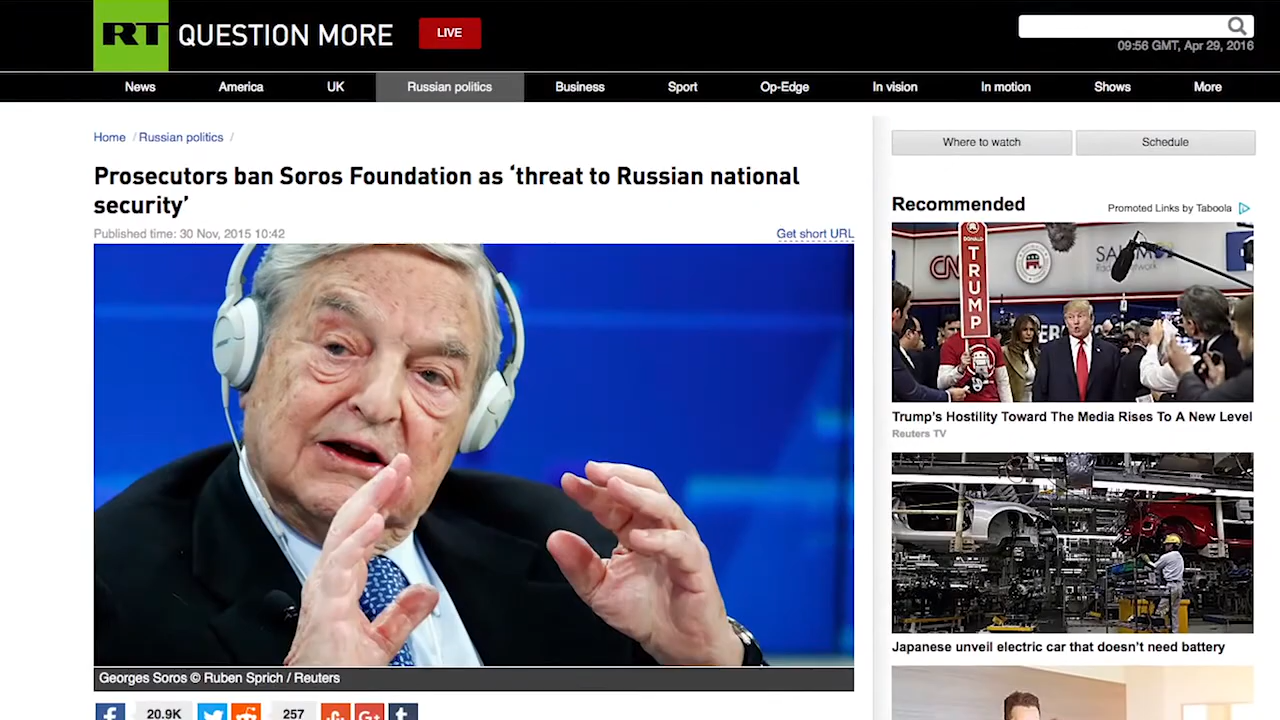 RT QUESTION MORE
LIVE
09:56 GMT, Apr 29, 2016
News America UK Russian politics Business Sport Op-Edge In vision In motion Shows More
Home / Russian politics /
Prosecutors ban Soros Foundation as ‘threat to Russian national
security’
Published time: 30 Nov, 2015 10:42
Get short URL
Georges Soros © Ruben Sprich / Reuters
20.9K
257
Where to watch
Schedule
Recommended
Promoted Links by Taboola
CNN
DONALD
TRUMP
Trump's Hostility Toward The Media Rises To A New Level
Reuters TV
Japanese unveil electric car that doesn't need battery